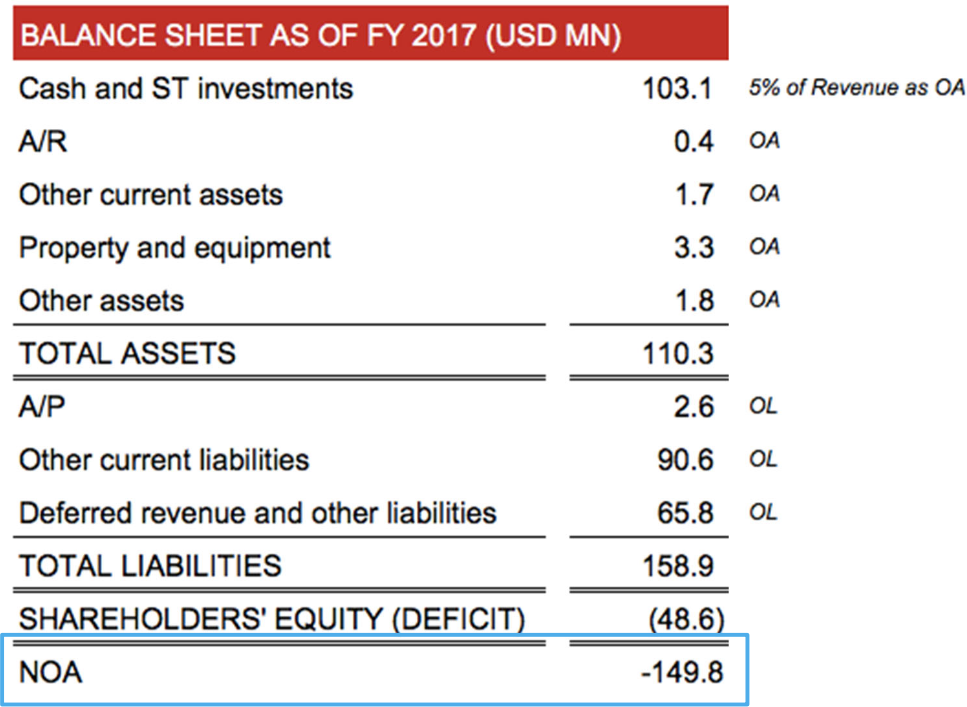 BALANCE SHEET AS OF FY 2017 (USD MN)
Cash and ST investments 103.1 5% of Revenue as OA
A/R 0.4 OA
Other current assets 1.7 OA
Property and equipment 3.3 OA
Other assets 1.8 OA
TOTAL ASSETS 110.3
A/P 2.6 OL
Other current liabilities 90.6 OL
Deferred revenue and other liabilities 65.8 OL
TOTAL LIABILITIES 158.9
SHAREHOLDERS' EQUITY (DEFICIT) (48.6)
NOA -149.8